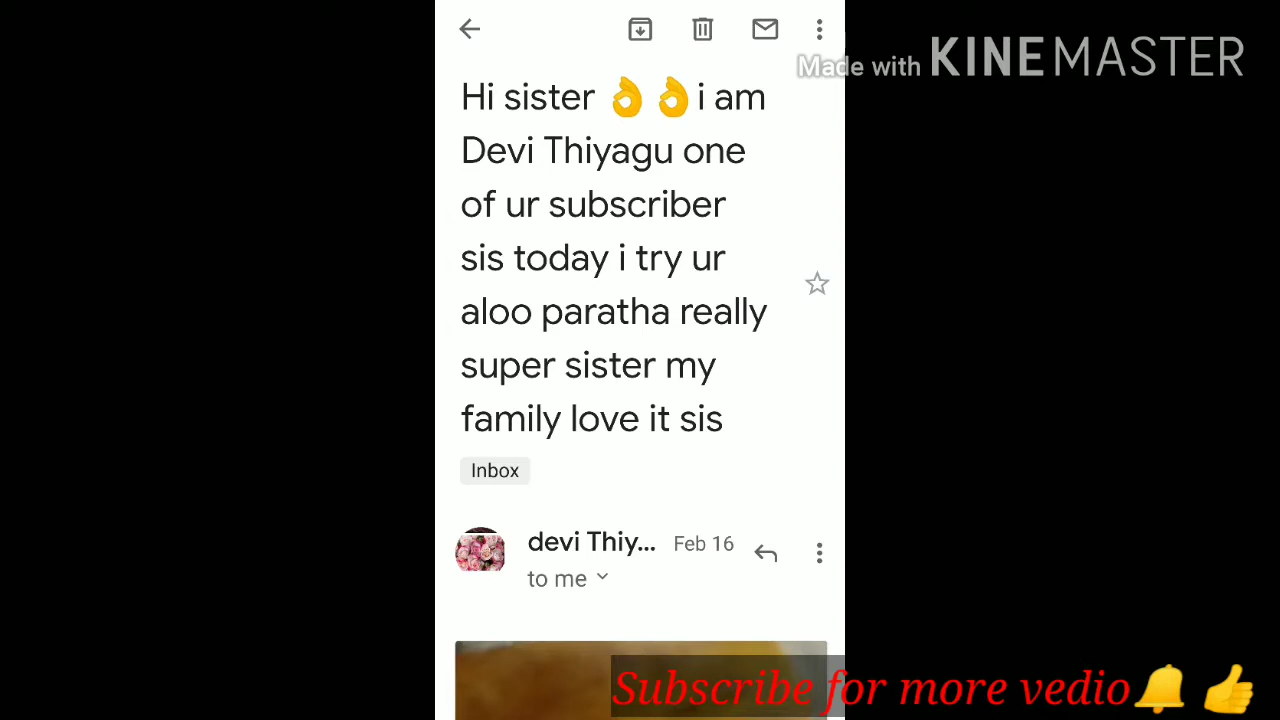 Made with KINEMASTER
Hi sister 👌👌i am
Devi Thiyagu one
of ur subscriber
sis today i try ur
aloo paratha really
super sister my
family love it sis
Inbox
devi Thiy... Feb 16
to me
Subscribe for more vedio🔔👍